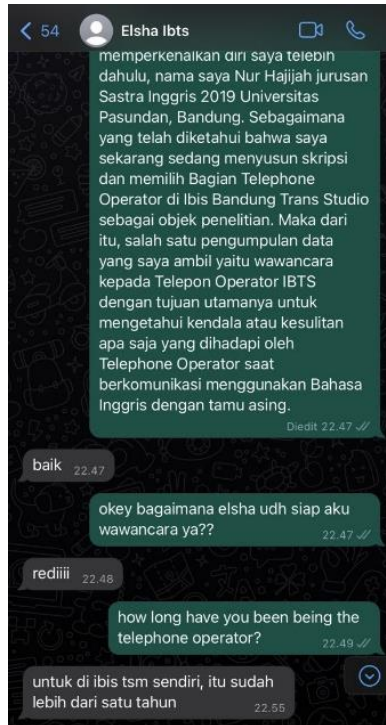 54 Elsha Ibts
memperkenalkan diri saya telebih
dahulu, nama saya Nur Hajijah jurusan
Sastra Inggris 2019 Universitas
Pasundan, Bandung. Sebagaimana
yang telah diketahui bahwa saya
sekarang sedang menyusun skripsi
dan memilih Bagian Telephone
Operator di Ibis Bandung Trans Studio
sebagai objek penelitian. Maka dari
itu, salah satu pengumpulan data
yang saya ambil yaitu wawancara
kepada Telepon Operator IBTS
dengan tujuan utamanya untuk
mengetahui kendala atau kesulitan
apa saja yang dihadapi oleh
Telephone Operator saat
berkomunikasi menggunakan Bahasa
Inggris dengan tamu asing.
Diedit 22.47
baik 22.47
okey bagaimana elsha udh siap aku
wawancara ya??
22.47
rediiii 22.48
how long have you been being the
telephone operator?
22.49
untuk di ibis tsm sendiri, itu sudah
lebih dari satu tahun
22.55